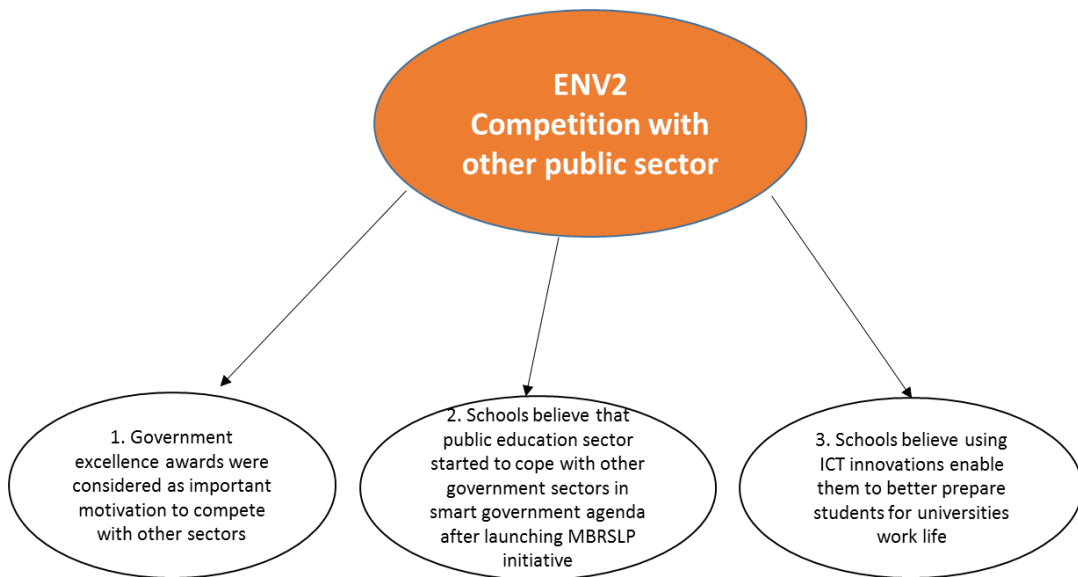 ENV2
Competition with
other public sector
1. Government
excellence awards were
considered as important
motivation to compete
with other sectors
2. Schools believe that
public education sector
started to cope with other
government sectors in
smart government agenda
after launching MBRSLP
initiative
3. Schools believe using
ICT innovations enable
them to better prepare
students for universities
work life